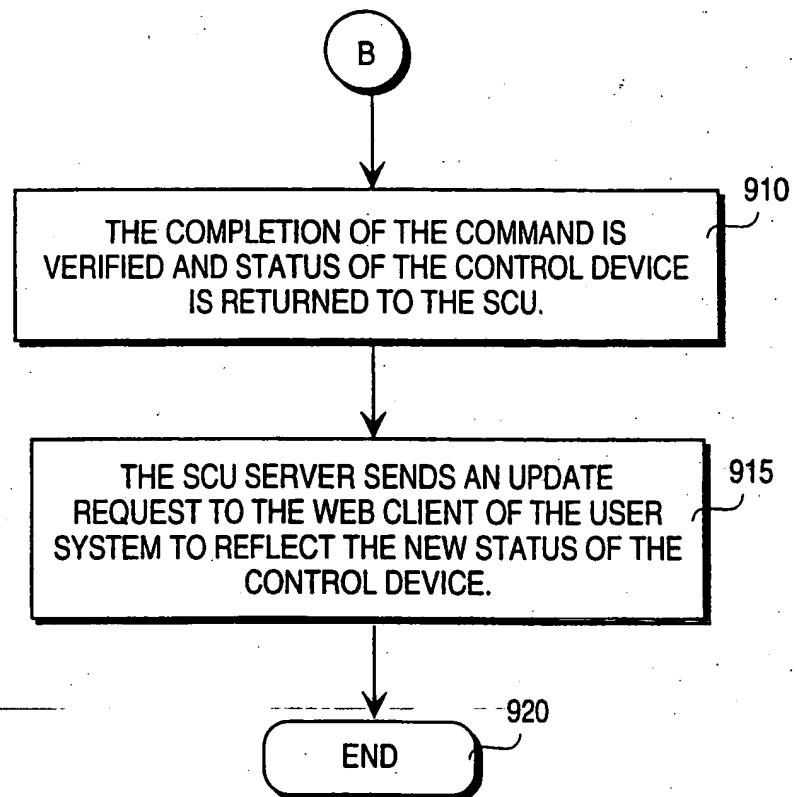 B
910
THE COMPLETION OF THE COMMAND IS
VERIFIED AND STATUS OF THE CONTROL DEVICE
IS RETURNED TO THE SCU.
915
THE SCU SERVER SENDS AN UPDATE
REQUEST TO THE WEB CLIENT OF THE USER
SYSTEM TO REFLECT THE NEW STATUS OF THE
CONTROL DEVICE.
920
END